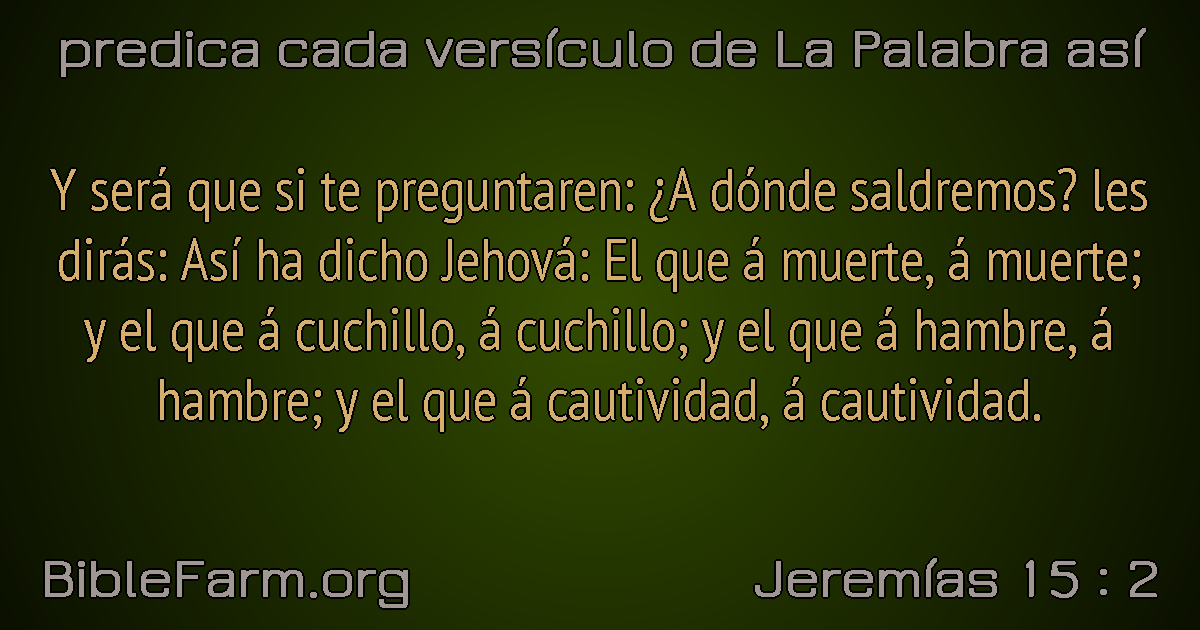 predica cada versículo de La Palabra así
Y será que si te preguntaren: ¿A dónde saldremos? les
dirás: Así ha dicho Jehová: El que á muerte, á muerte;
y el que á cuchillo, á cuchillo; y el que á hambre, á
hambre; y el que á cautividad, á cautividad.
BibleFarm.org
Jeremías 15 : 2